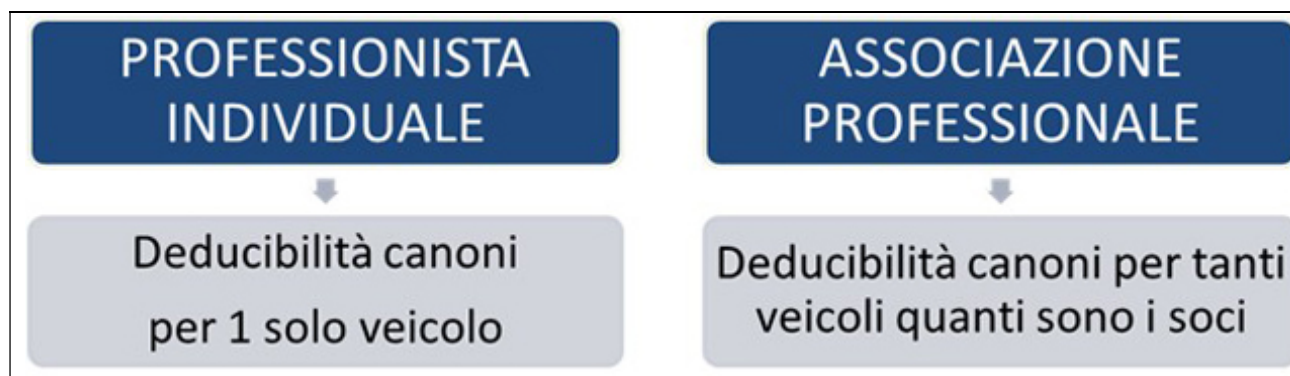 PROFESSIONISTA
INDIVIDUALE
Deducibilità canoni
per 1 solo veicolo
ASSOCIAZIONE
PROFESSIONALE
Deducibilità canoni per tanti
veicoli quanti sono i soci